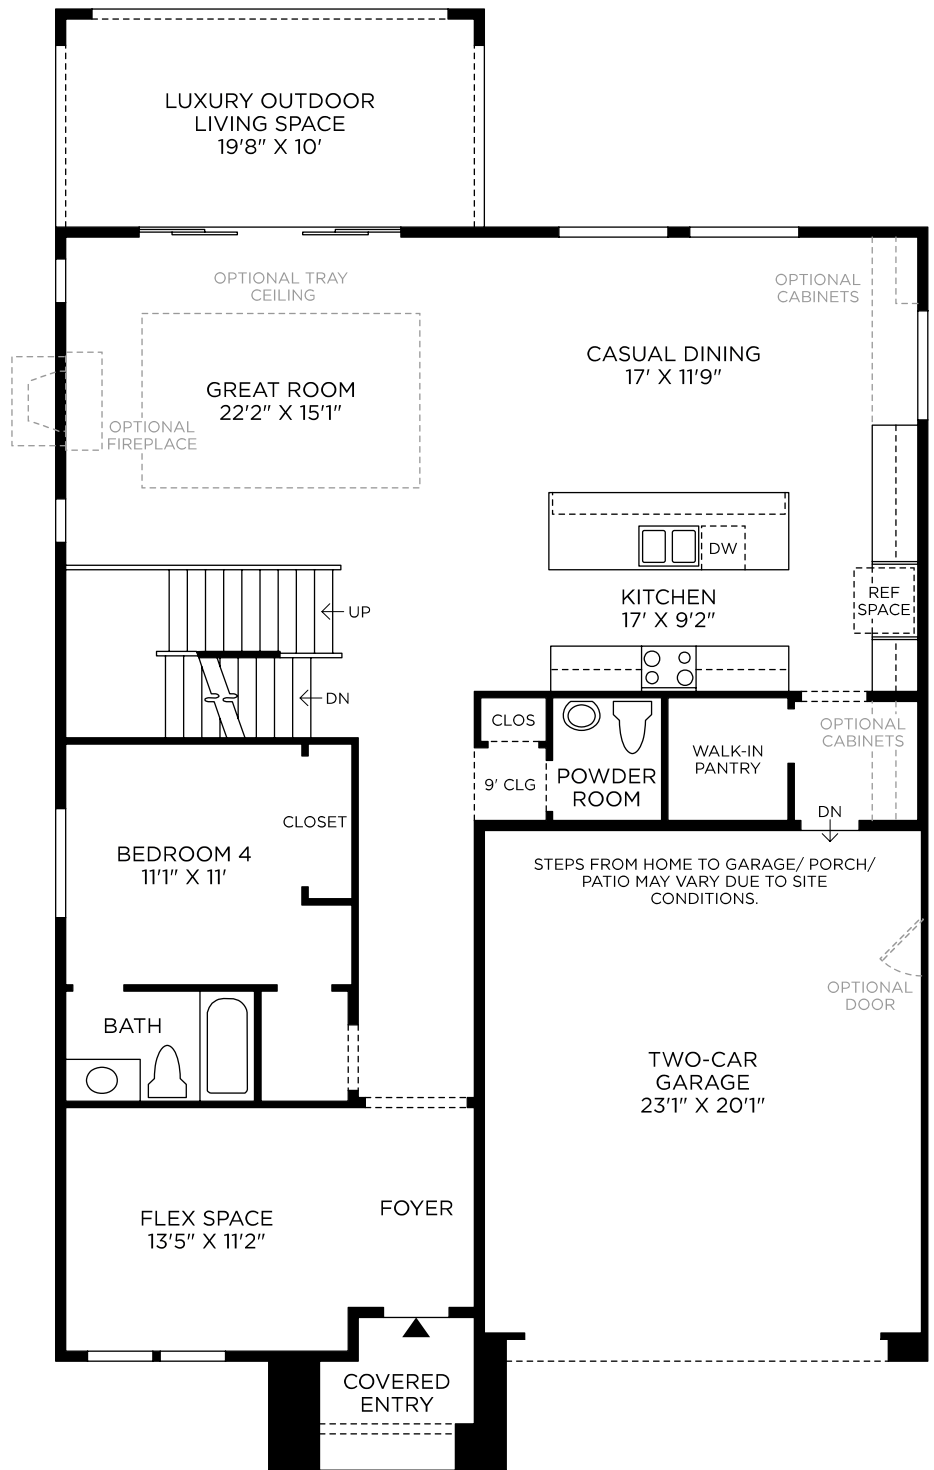 LUXURY OUTDOOR
LIVING SPACE
19'8" X 10'
OPTIONAL TRAY
CEILING
OPTIONAL
CABINETS
CASUAL DINING
17' X 11'9"
GREAT ROOM
22'2" X 15'1"
OPTIONAL
FIREPLACE
DW
KITCHEN
17' X 9'2"
REF
SPACE
UP
DN
CLOS
9' CLG
POWDER
ROOM
WALK-IN
PANTRY
OPTIONAL
CABINETS
DN
CLOSET
BEDROOM 4
11'1" X 11'
STEPS FROM HOME TO GARAGE/ PORCH/
PATIO MAY VARY DUE TO SITE
CONDITIONS.
OPTIONAL
DOOR
BATH
TWO-CAR
GARAGE
23'1" X 20'1"
FOYER
FLEX SPACE
13'5" X 11'2"
COVERED
ENTRY